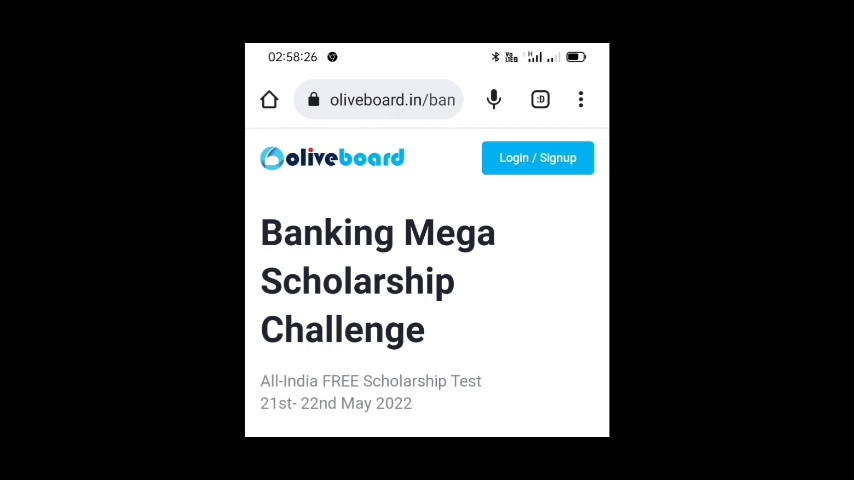 02:58:26
oliveboard.in/ban
oliveboard
Login / Signup
Banking Mega
Scholarship
Challenge
All-India FREE Scholarship Test
21st- 22nd May 2022